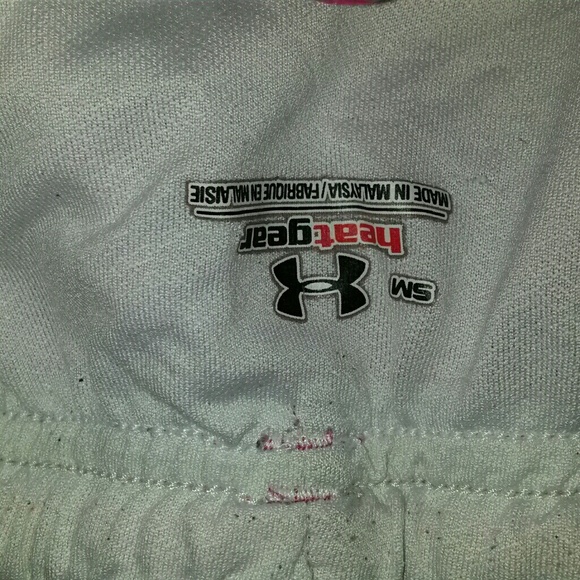 SM
heatgear
MADE IN MALAYSIA / FABRIQUE EN MALAISIE